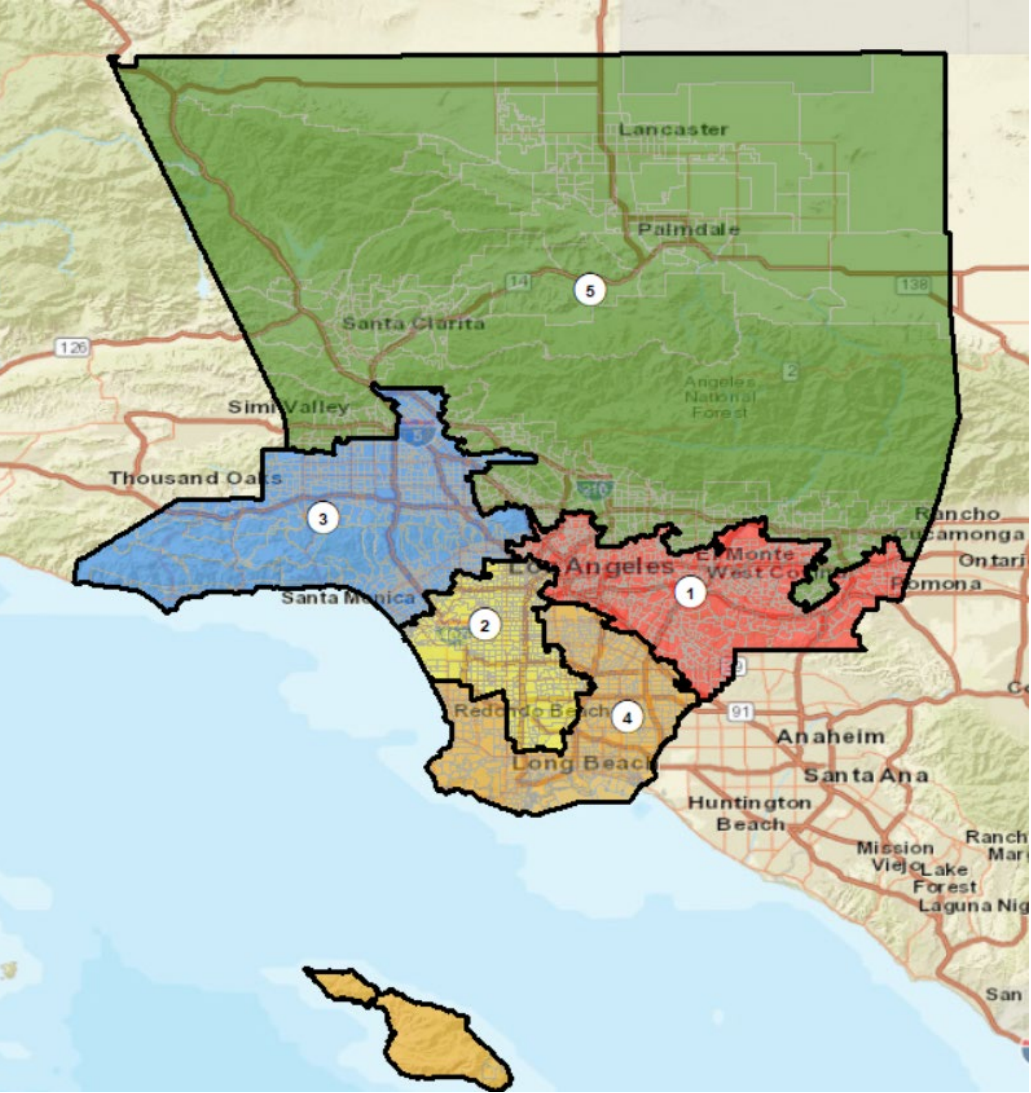 Lancaster
Palmdale
14
5
138
Santa Clarita
126
2
Angeles
National
Forest
Simi Valley
5
Thousand Oaks
210
3
Rancho
Cucamonga
El Monte
Los Angeles
West Covina
Ontari
Pomona
1
Santa Monica
2
Redondo Beach
4
91
Anaheim
Long Beach
Santa Ana
Huntington
Beach
Mission
Viejo
Lake
Forest
Ranch
Mar
Laguna Nig
San